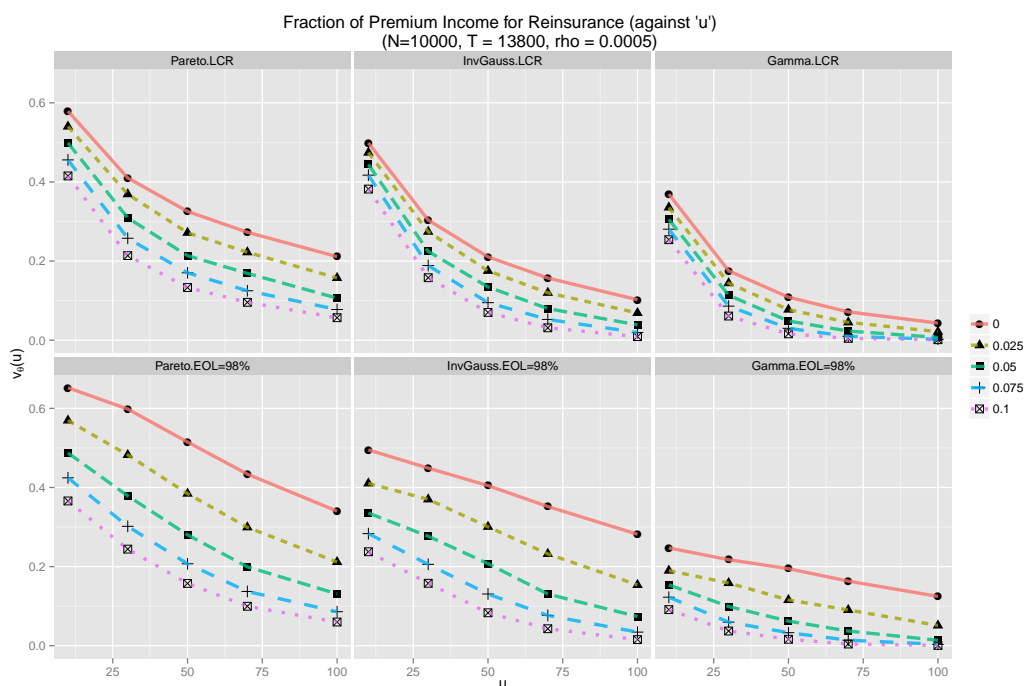 Fraction of Premium Income for Reinsurance (against 'u')
(N=10000, T = 13800, rho = 0.0005)
Pareto.LCR
InvGauss.LCR
Gamma.LCR
0.6
0.4
0.2
0.0
Pareto.EOL=98%
InvGauss.EOL=98%
Gamma.EOL=98%
0.6
0.4
0.2
0.0
vθ(u)
0
0.025
0.05
0.075
0.1
25 50 75 100 25 50 75 100 25 50 75 100
u